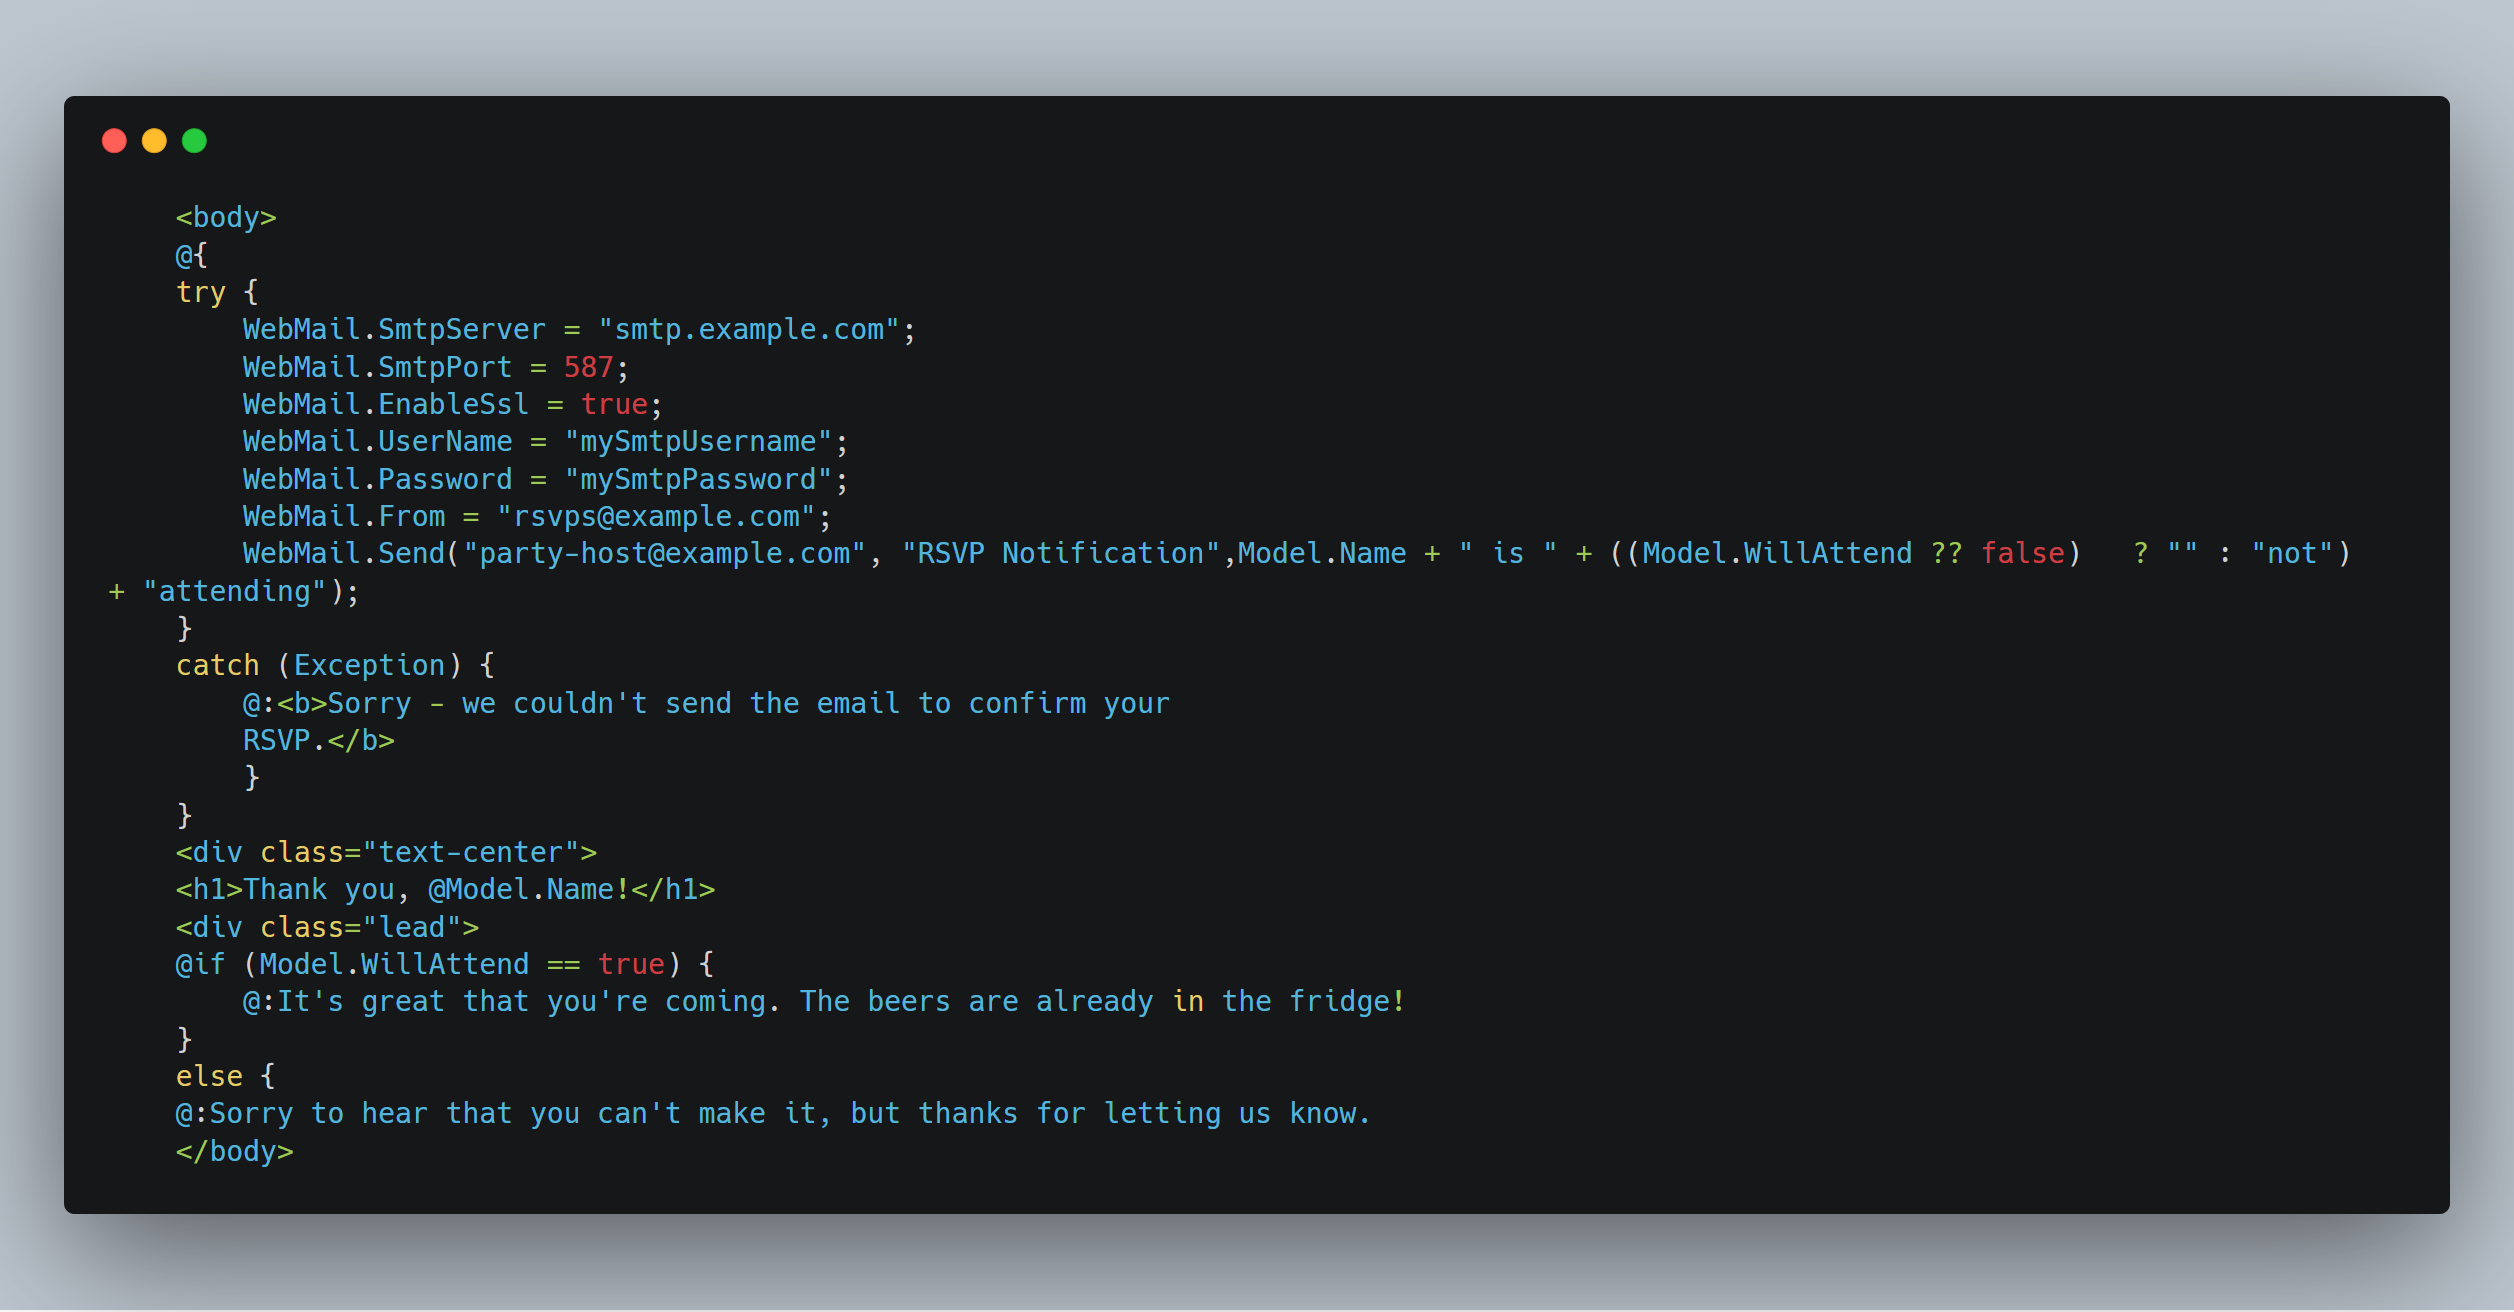 <body>
@{
try {
WebMail.SmtpServer = "smtp.example.com";
WebMail.SmtpPort = 587;
WebMail.EnableSsl = true;
WebMail.UserName = "mySmtpUsername";
WebMail.Password = "mySmtpPassword";
WebMail.From = "rsvps@example.com";
WebMail.Send("party-host@example.com", "RSVP Notification",Model.Name + " is " + ((Model.WillAttend ?? false)   ? "" : "not")
+ "attending");
}
catch (Exception) {
@:<b>Sorry - we couldn't send the email to confirm your
RSVP.</b>
}
}
<div class="text-center">
<h1>Thank you, @Model.Name!</h1>
<div class="lead">
@if (Model.WillAttend == true) {
@:It's great that you're coming. The beers are already in the fridge!
}
else {
@:Sorry to hear that you can't make it, but thanks for letting us know.
</body>